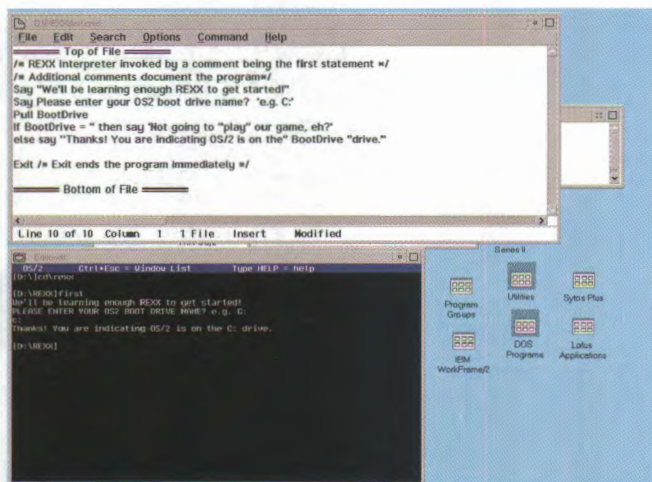 File Edit Search Options Command Help
Top of File
/* REXX Interpreter invoked by a comment being the first statement */
/* Additional comments document the program*/
Say "We'll be learning enough REXX to get started!"
Say Please enter your OS2 boot drive name? 'e.g. C:'
Pull BootDrive
If BootDrive = '' then say 'Not going to "play" our game, eh?'
else say "Thanks! You are indicating OS/2 is on the" BootDrive "drive."
Exit /* Exit ends the program immediately */
Bottom of File
Line 10 of 10 Column 1 1 File Insert Modified
OS/2 Ctrl+Esc = Window List Type HELP = help
[D:\]cd\rexx
[D:\REXX]first
We'll be learning enough REXX to get started!
PLEASE ENTER YOUR OS2 BOOT DRIVE NAME? e.g. C:
c:
Thanks! You are indicating OS/2 is on the C: drive.
[D:\REXX]
Series II
Program Groups
Utilities
Sytos Plus
IBM WorkFrame/2
DOS Programs
Lotus Applications